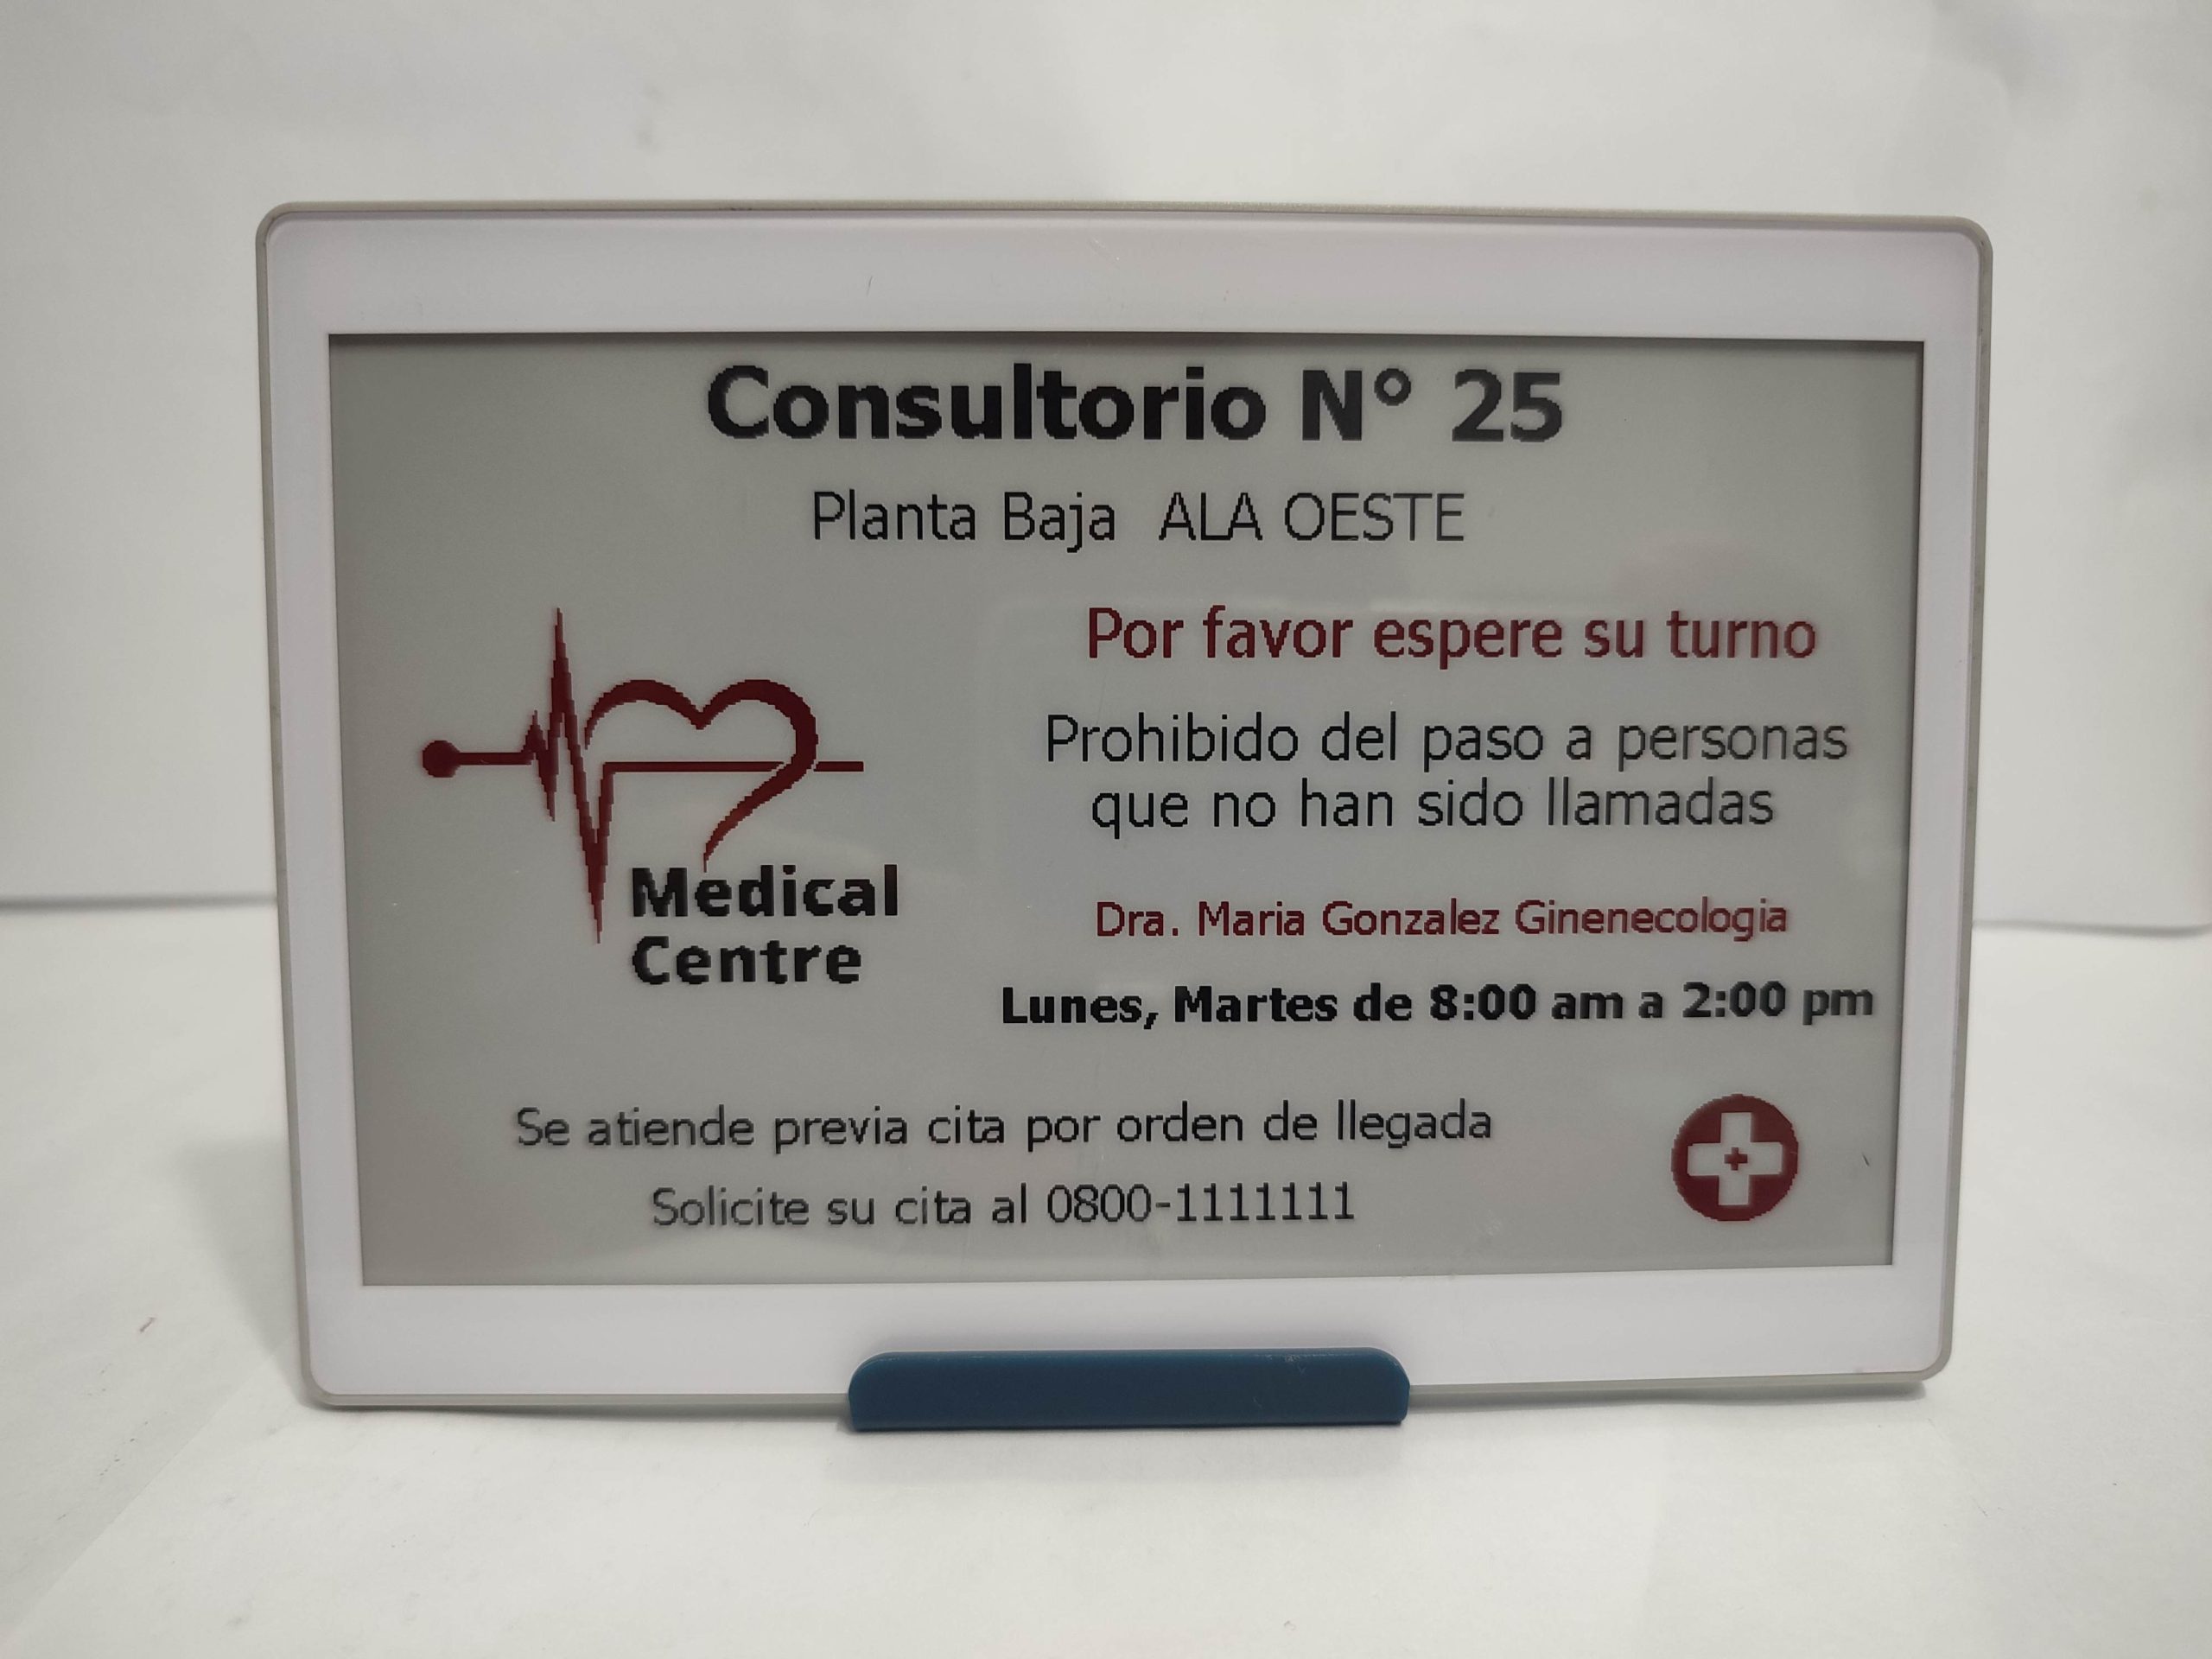 Consultorio N° 25
Planta Baja ALA OESTE
Por favor espere su turno
Prohibido del paso a personas
que no han sido llamadas
Medical
Centre
Dra. Maria Gonzalez Ginenecologia
Lunes, Martes de 8:00 am a 2:00 pm
Se atiende previa cita por orden de llegada
Solicite su cita al 0800-1111111